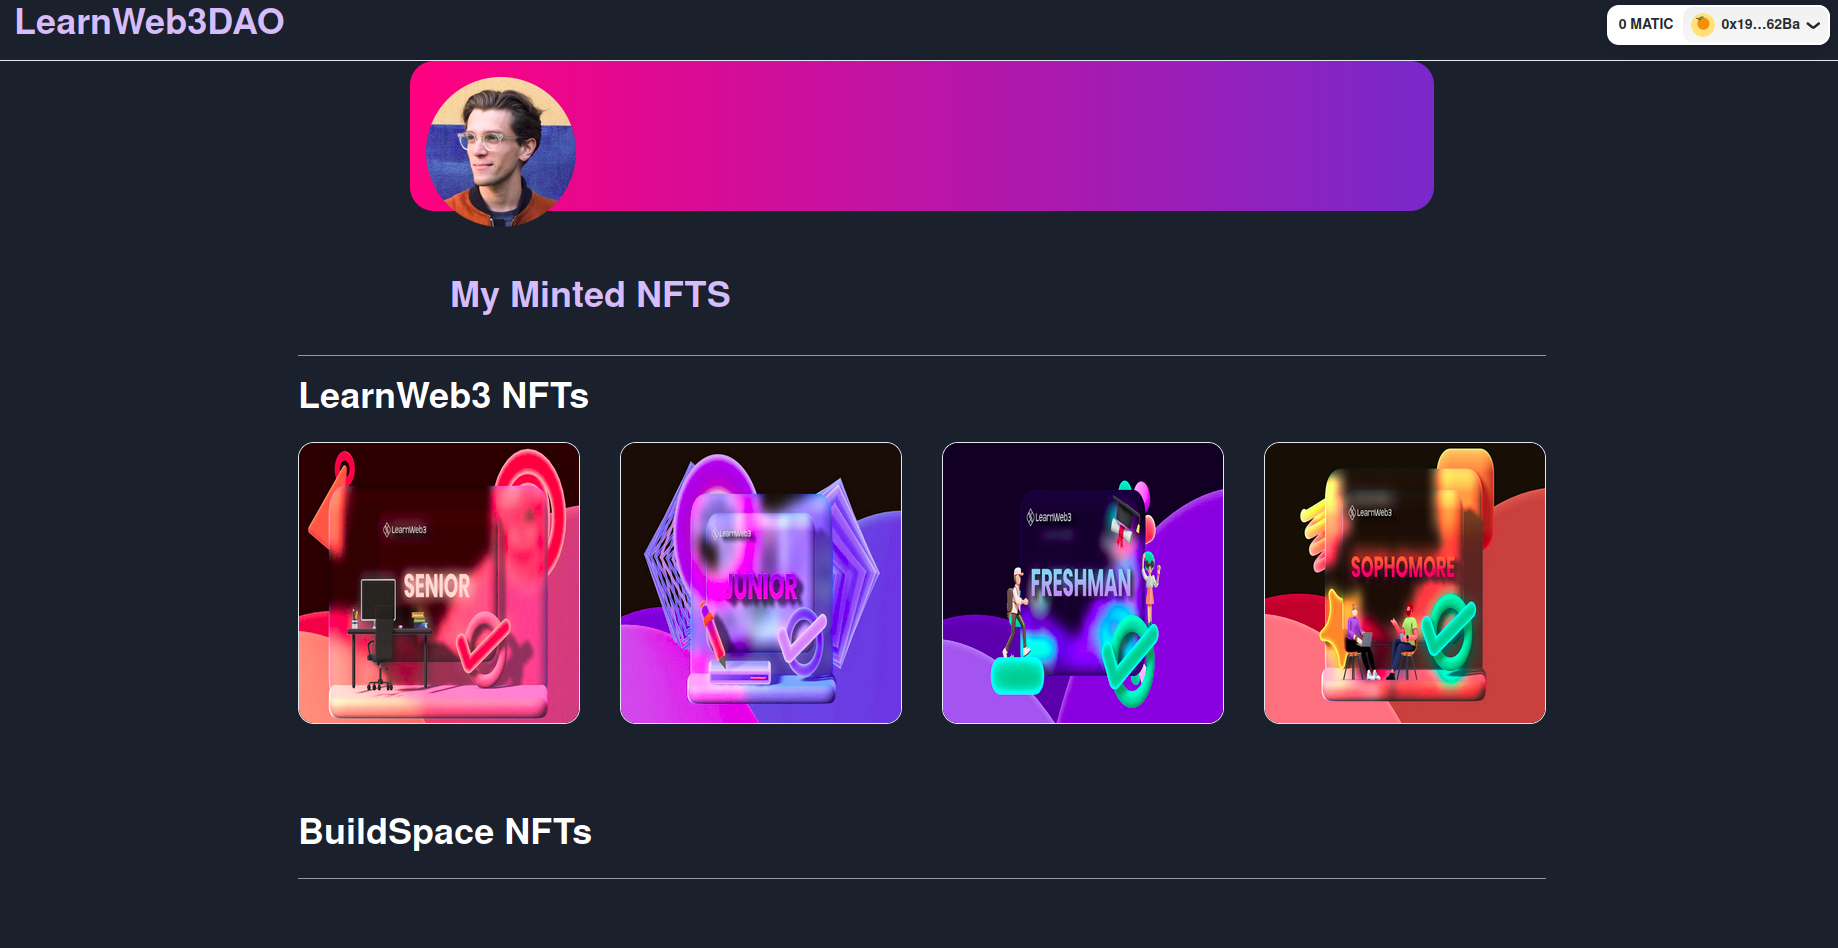 LearnWeb3DAO
0 MATIC 0x19...62Ba
My Minted NFTS
LearnWeb3 NFTs
LearnWeb3
SENIOR
LearnWeb3
JUNIOR
LearnWeb3
FRESHMAN
LearnWeb3
SOPHOMORE
BuildSpace NFTs